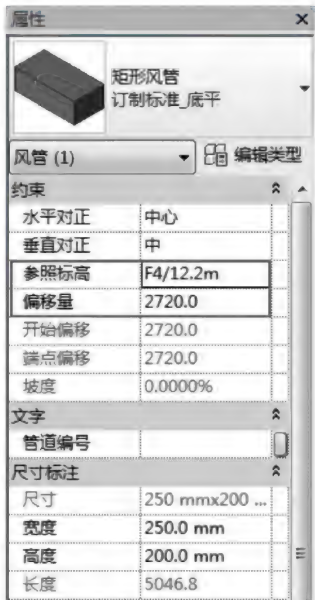 属性
矩形风管
订制标准_底平
风管 (1)
编辑类型
约束
水平对正 中心
垂直对正 中
参照标高 F4/12.2m
偏移量 2720.0
开始偏移 2720.0
端点偏移 2720.0
坡度 0.0000%
文字
管道编号
尺寸标注
尺寸 250 mmx200 ...
宽度 250.0 mm
高度 200.0 mm
长度 5046.8